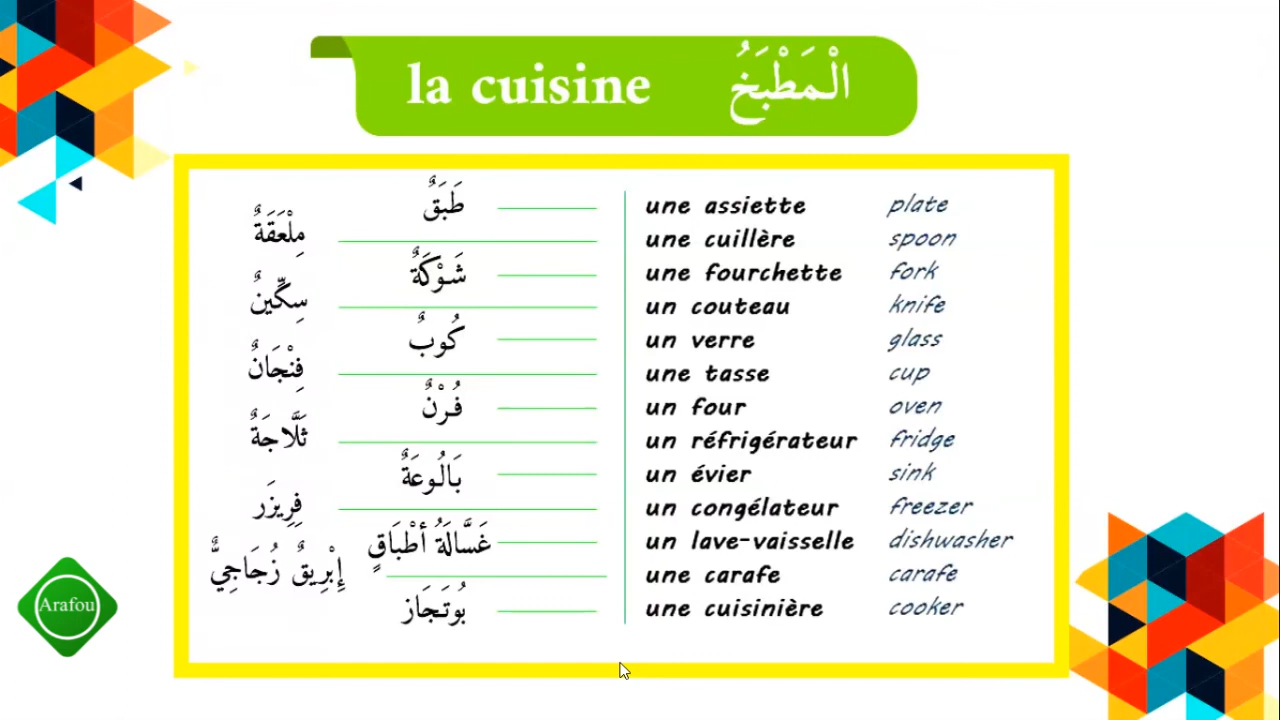 la cuisine الْمَطْبَخُ
طَبَقٌ une assiette plate
مِلْعَقَةٌ une cuillère spoon
شَوْكَةٌ une fourchette fork
سِكِّينٌ un couteau knife
كُوبٌ un verre glass
فِنْجَانٌ une tasse cup
فُرْنٌ un four oven
ثَلَّاجَةٌ un réfrigérateur fridge
بَالُوعَةٌ un évier sink
فِرِيزَر un congélateur freezer
غَسَّالَةُ أطْبَاقٍ un lave-vaisselle dishwasher
إِبْرِيقٌ زُجَاجِيٌّ une carafe carafe
بُوتَجَاز une cuisinière cooker
Arafou